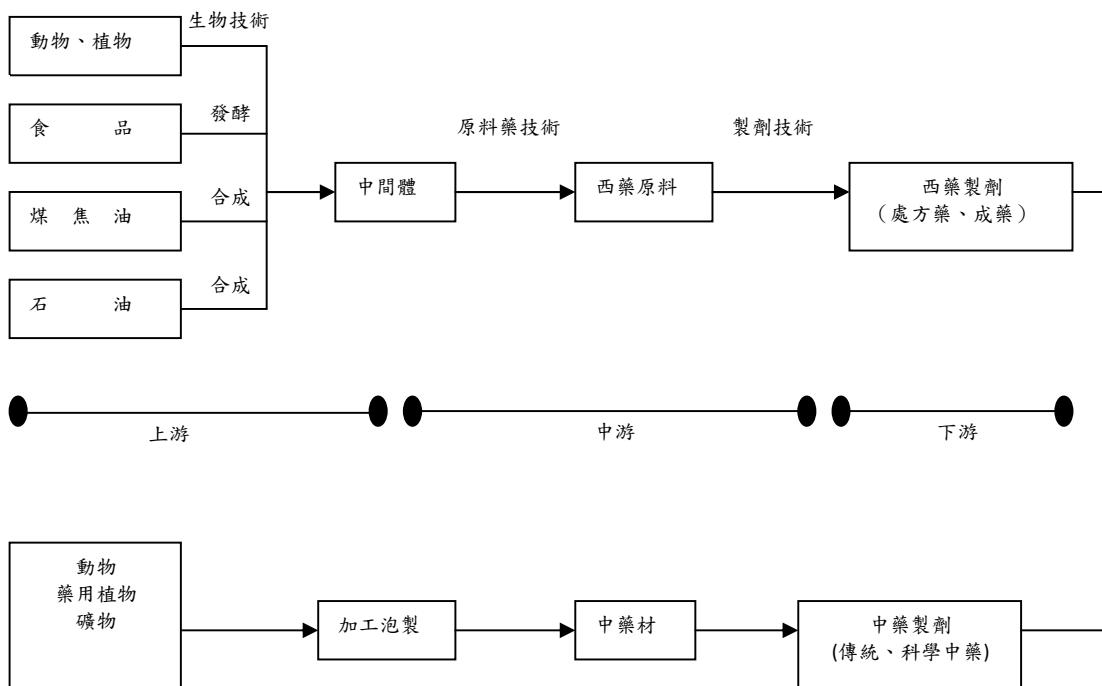 生物技術
動物、植物
發酵
食 品
原料藥技術 製劑技術
合成
煤 焦 油
中間體
西藥原料
西藥製劑
（處方藥、成藥）
合成
石 油
上游
中游
下游
動物
藥用植物
礦物
加工泡製
中藥材
中藥製劑
(傳統、科學中藥)